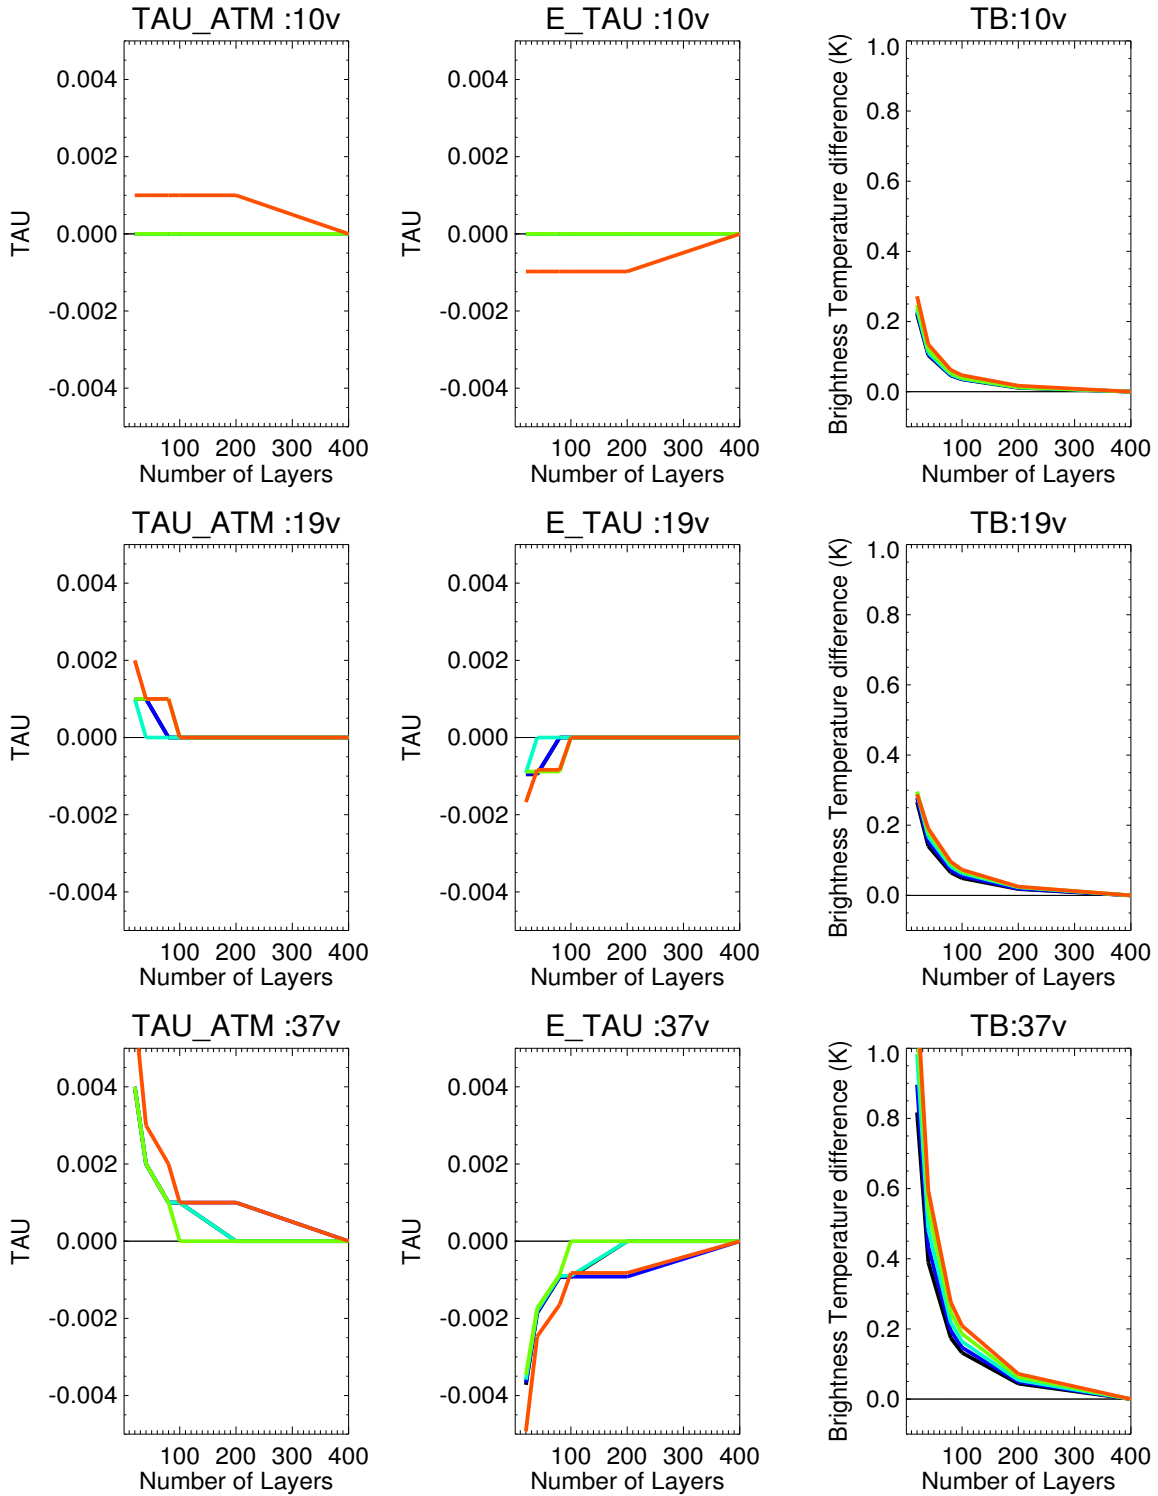 TAU_ATM :10v
E_TAU :10v
TB:10v
TAU
0.004
0.002
0.000
-0.002
-0.004
100 200 300 400
Number of Layers
TAU
0.004
0.002
0.000
-0.002
-0.004
100 200 300 400
Number of Layers
Brightness Temperature difference (K)
1.0
0.8
0.6
0.4
0.2
0.0
100 200 300 400
Number of Layers
TAU_ATM :19v
E_TAU :19v
TB:19v
TAU
0.004
0.002
0.000
-0.002
-0.004
100 200 300 400
Number of Layers
TAU
0.004
0.002
0.000
-0.002
-0.004
100 200 300 400
Number of Layers
Brightness Temperature difference (K)
1.0
0.8
0.6
0.4
0.2
0.0
100 200 300 400
Number of Layers
TAU_ATM :37v
E_TAU :37v
TB:37v
TAU
0.004
0.002
0.000
-0.002
-0.004
100 200 300 400
Number of Layers
TAU
0.004
0.002
0.000
-0.002
-0.004
100 200 300 400
Number of Layers
Brightness Temperature difference (K)
1.0
0.8
0.6
0.4
0.2
0.0
100 200 300 400
Number of Layers